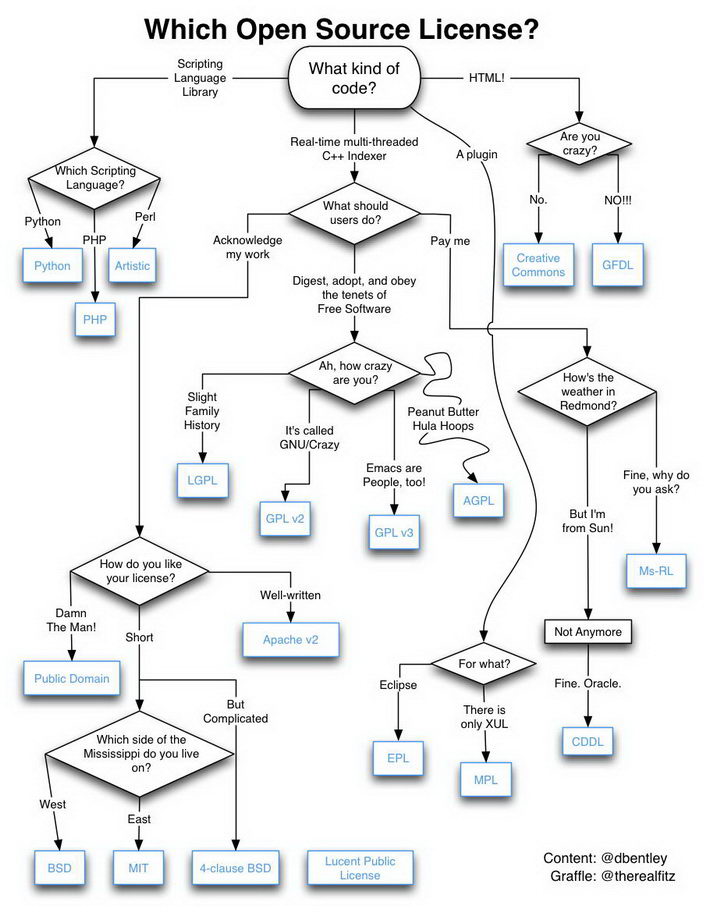 Which Open Source License?
What kind of
code?
Scripting
Language
Library
HTML!
Real-time multi-threaded
C++ Indexer
A plugin
Are you
crazy?
Which Scripting
Language?
What should
users do?
No.
NO!!!
Python
PHP
Perl
Acknowledge
my work
Pay me
Creative
Commons
GFDL
Python
Artistic
PHP
Digest, adopt, and obey
the tenets of
Free Software
Ah, how crazy
are you?
How's the
weather in
Redmond?
Slight
Family
History
It's called
GNU/Crazy
Emacs are
People, too!
Peanut Butter
Hula Hoops
LGPL
GPL v2
GPL v3
AGPL
But I'm
from Sun!
Fine, why do
you ask?
Ms-RL
How do you like
your license?
Damn
The Man!
Short
Well-written
Public Domain
Apache v2
Not Anymore
For what?
Eclipse
There is
only XUL
Fine. Oracle.
EPL
MPL
CDDL
But
Complicated
Which side of the
Mississippi do you live
on?
West
East
BSD
MIT
4-clause BSD
Lucent Public
License
Content: @dbentley
Graffle: @therealfitz